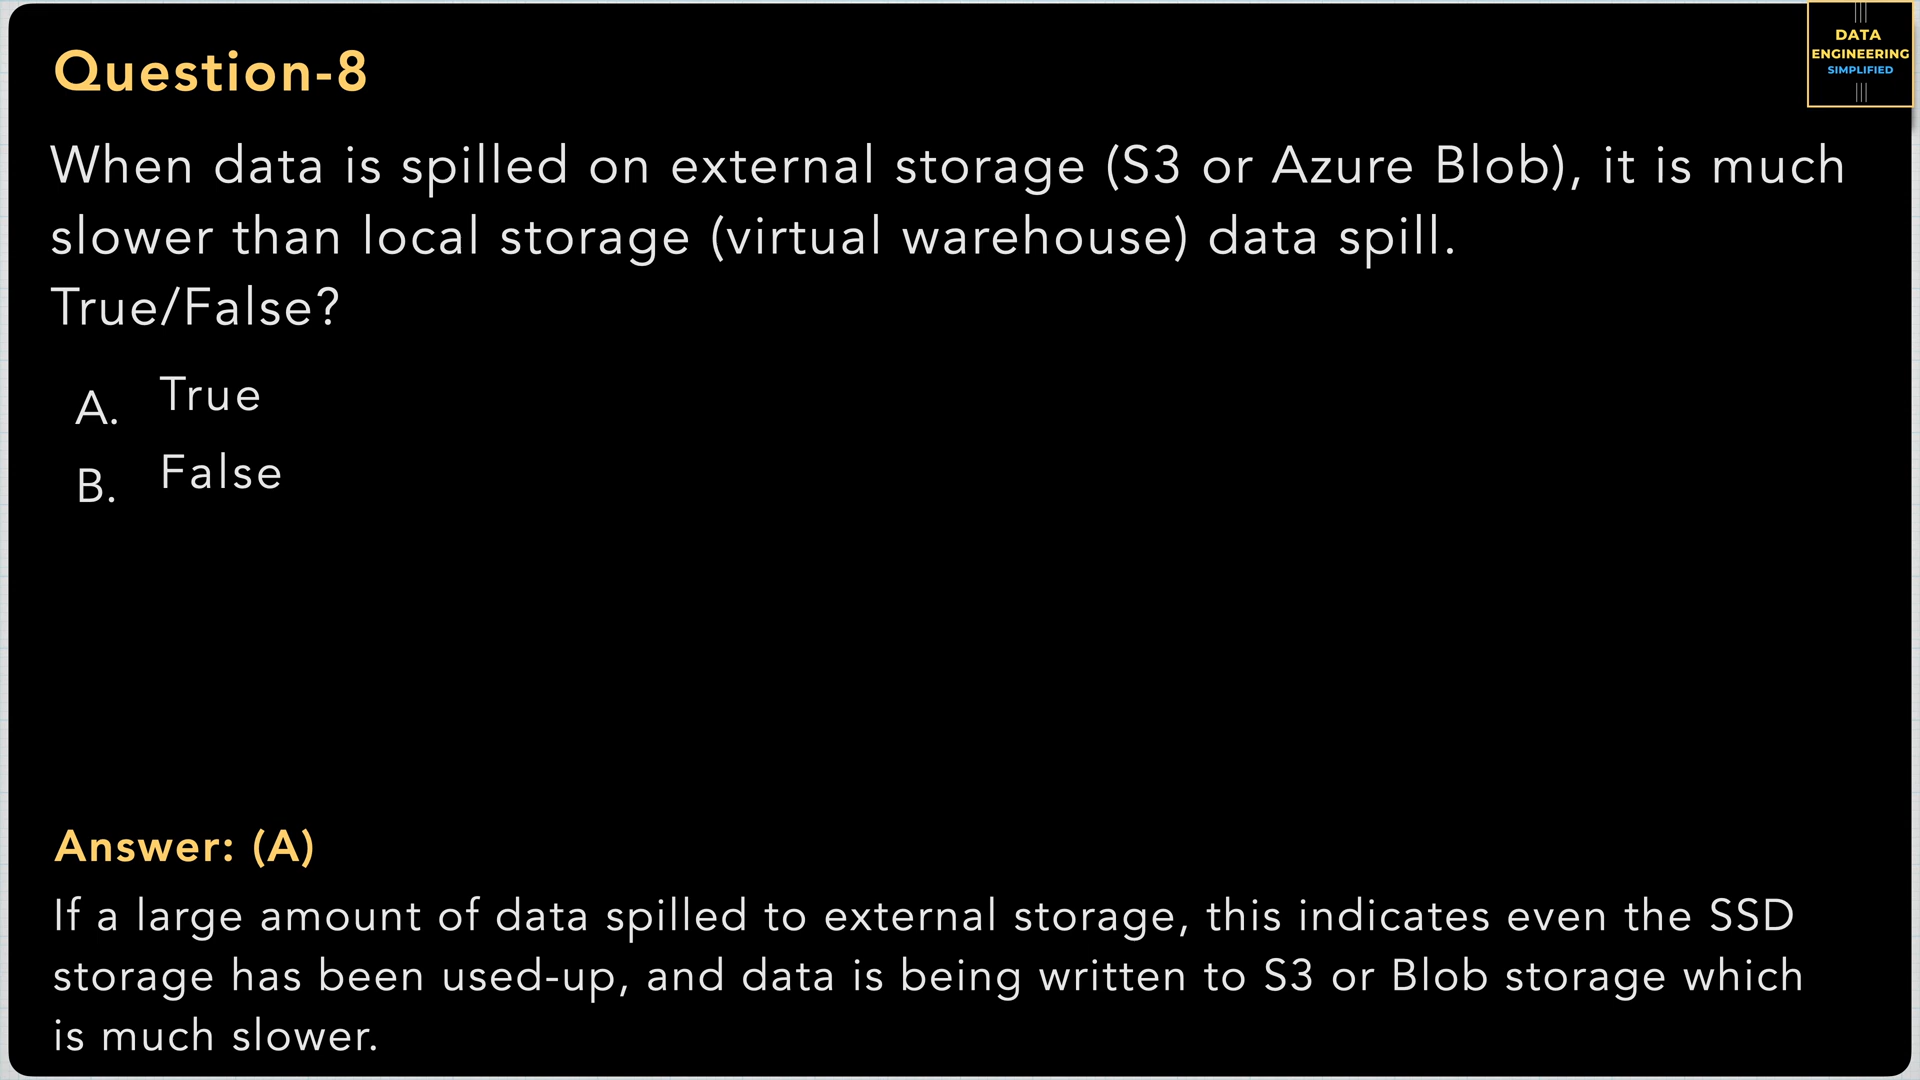 Question-8
DATA
ENGINEERING
SIMPLIFIED
When data is spilled on external storage (S3 or Azure Blob), it is much
slower than local storage (virtual warehouse) data spill.
True/False?
A. True
B. False
Answer: (A)
If a large amount of data spilled to external storage, this indicates even the SSD
storage has been used-up, and data is being written to S3 or Blob storage which
is much slower.